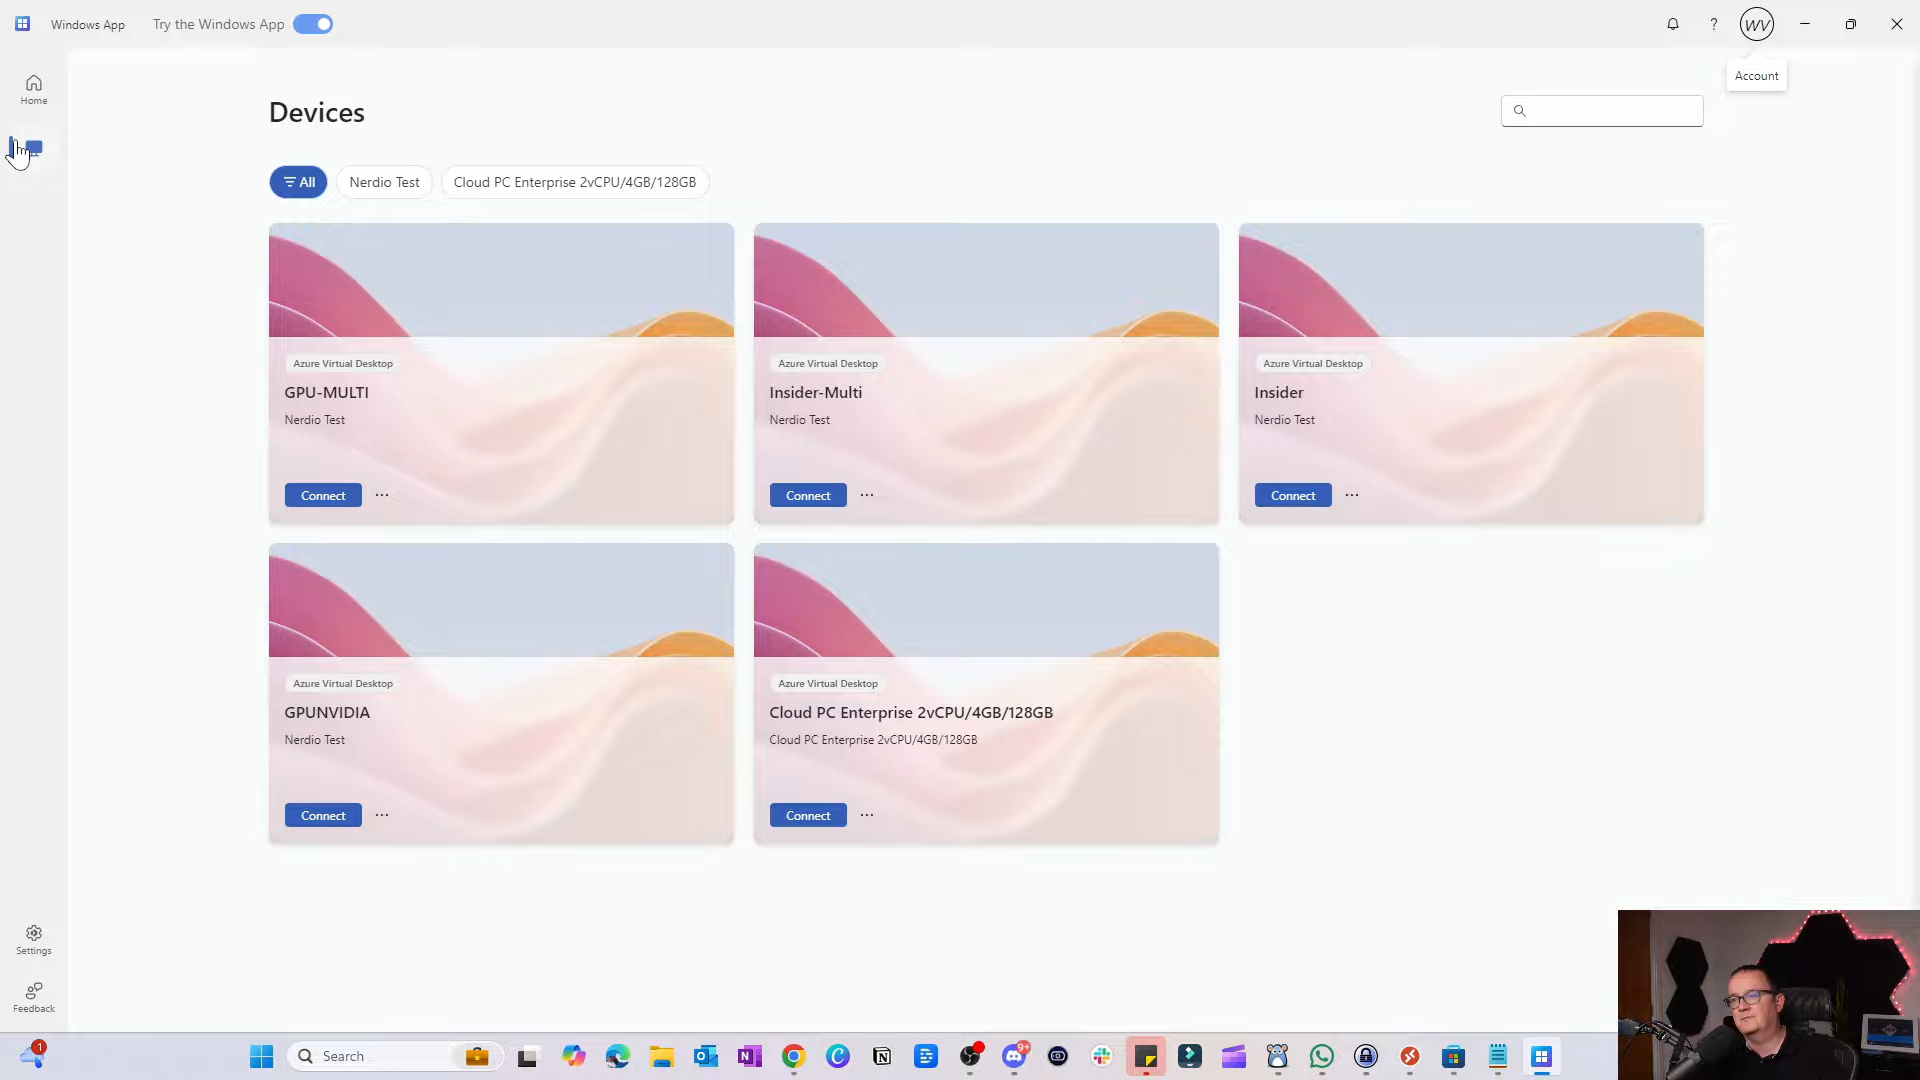 Windows App
Try the Windows App
WV
Account
Home
Devices
All
Nerdio Test
Cloud PC Enterprise 2vCPU/4GB/128GB
Azure Virtual Desktop
GPU-MULTI
Nerdio Test
Connect
Azure Virtual Desktop
Insider-Multi
Nerdio Test
Connect
Azure Virtual Desktop
Insider
Nerdio Test
Connect
Azure Virtual Desktop
GPUNVIDIA
Nerdio Test
Connect
Azure Virtual Desktop
Cloud PC Enterprise 2vCPU/4GB/128GB
Cloud PC Enterprise 2vCPU/4GB/128GB
Connect
Settings
Feedback
1
Search
9+